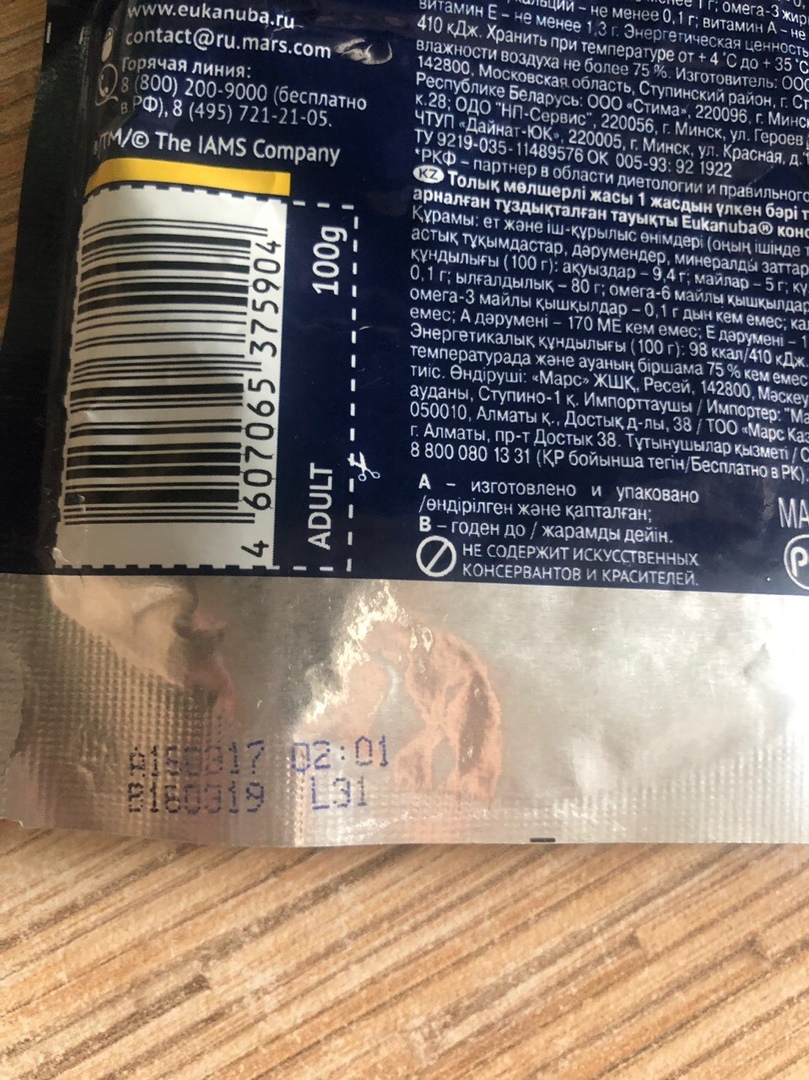 www.eukanuba.ru
contact@ru.mars.com
Горячая линия:
8 (800) 200-9000 (бесплатно
в РФ), 8 (495) 721-21-05.
/TM/© The IAMS Company
4 607065 375904
ADULT 100g
– не менее 0,1 г; витамин А – не
витамин Е – не менее 1,3 г. Энергетическая ценность
410 кДж. Хранить при температуре от + 4 °С до + 35 °С
влажности воздуха не более 75 %. Изготовитель: ООО
142800, Московская область, Ступинский район, г.
Республике Беларусь: ООО «Стима», 220096, г. Минск
к.28; ОДО "НП-Сервис", 220056, г. Минск, ул. Героев
ЧТУП «Дайнат-ЮК», 220005, г. Минск, ул. Красная,
ТУ 9219-035-11489576 ОК 005-93: 92 1922
*РКФ – партнер в области диетологии и правильного
KZ Толық мөлшерлі жасы 1 жасдын үлкен бәрі
арналған тұздықталған тауықты Eukanuba®
Құрамы: ет және іш-құрылыс өнімдері (оның ішінде
астық тұқымдастар, дәрумендер, минералды
құндылығы (100 г): ақуыздар – 9,4 г; майлар – 5 г;
0,1 г; ылғалдылық – 80 г; омега-6 майлы
омега-3 майлы қышқылдар – 0,1 г дын кем емес;
емес; А дәрумені – 170 МЕ кем емес; Е дәрумені – 1
Энергетикалық құндылығы (100 г): 98 ккал/410 кДж.
температурада және ауаның біршама 75 % кем
тиіс. Өндіруші: «Марс» ЖШҚ, Ресей, 142800,
ауданы, Ступино-1 қ. Импорттаушы / Импортер:
050010, Алматы қ., Достық д-лы, 38 / ТОО «Марс
г. Алматы, пр-т Достық 38. Тұтынушылар қызметі /
8 800 080 13 31 (ҚР бойынша тегін/Бесплатно в РК)
А – изготовлено и упаковано
/өндірілген және қапталған;
В – годен до / жарамды дейін.
НЕ СОДЕРЖИТ ИСКУССТВЕННЫХ
КОНСЕРВАНТОВ И КРАСИТЕЛЕЙ.
02:01
B180319 L31